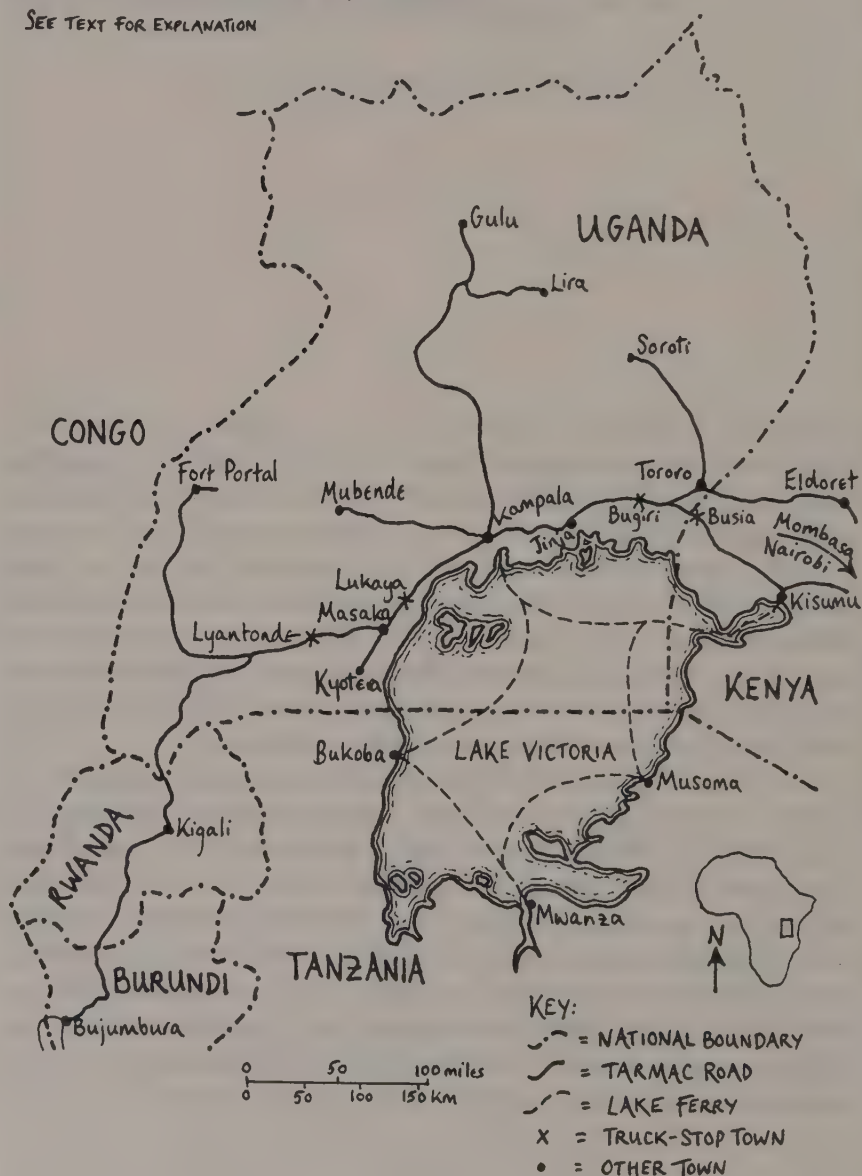 SEE TEXT FOR EXPLANATION
Gulu
UGANDA
Lira
Soroti
CONGO
Fort Portal
Tororo
Eldoret
Mubende
Kampala
Bugiri
Busia
Jinja
Mombasa
Nairobi
Lukaya
Masaka
Kisumu
Lyantonde
Kyotera
KENYA
Bukoba
LAKE VICTORIA
Musoma
Kigali
RWANDA
Mwanza
N
TANZANIA
BURUNDI
Bujumbura
KEY:
= NATIONAL BOUNDARY
0 50 100 miles
0 50 100 150 km
= TARMAC ROAD
= LAKE FERRY
X = TRUCK-STOP TOWN
• = OTHER TOWN